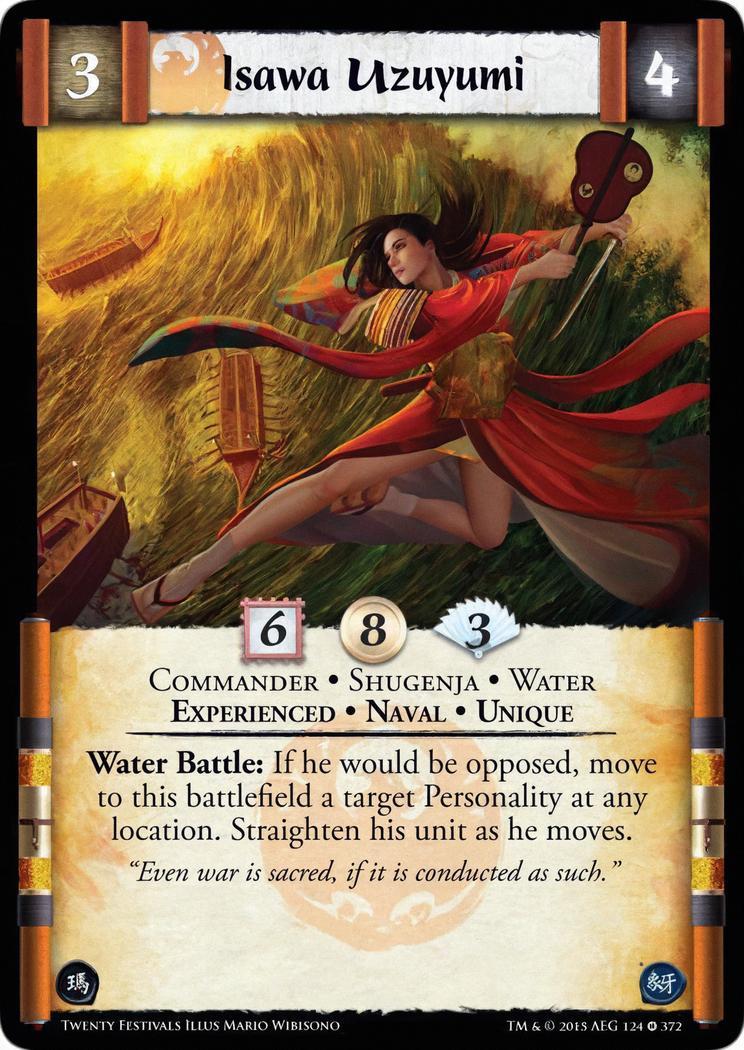 3 Isawa Uzuyumi 4
6 8 3
Commander • Shugenja • Water
Experienced • Naval • Unique
Water Battle: If he would be opposed, move
to this battlefield a target Personality at any
location. Straighten his unit as he moves.
“Even war is sacred, if it is conducted as such.”
Twenty Festivals Illus Mario Wibisono TM & © 2015 AEG 124 372